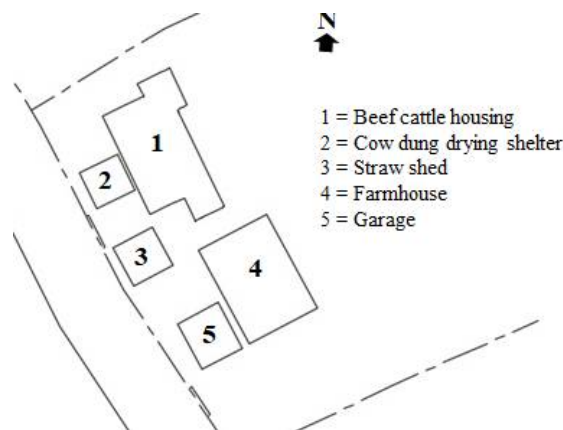 N
1 = Beef cattle housing
2 = Cow dung drying shelter
3 = Straw shed
4 = Farmhouse
5 = Garage
1
2
3
4
5